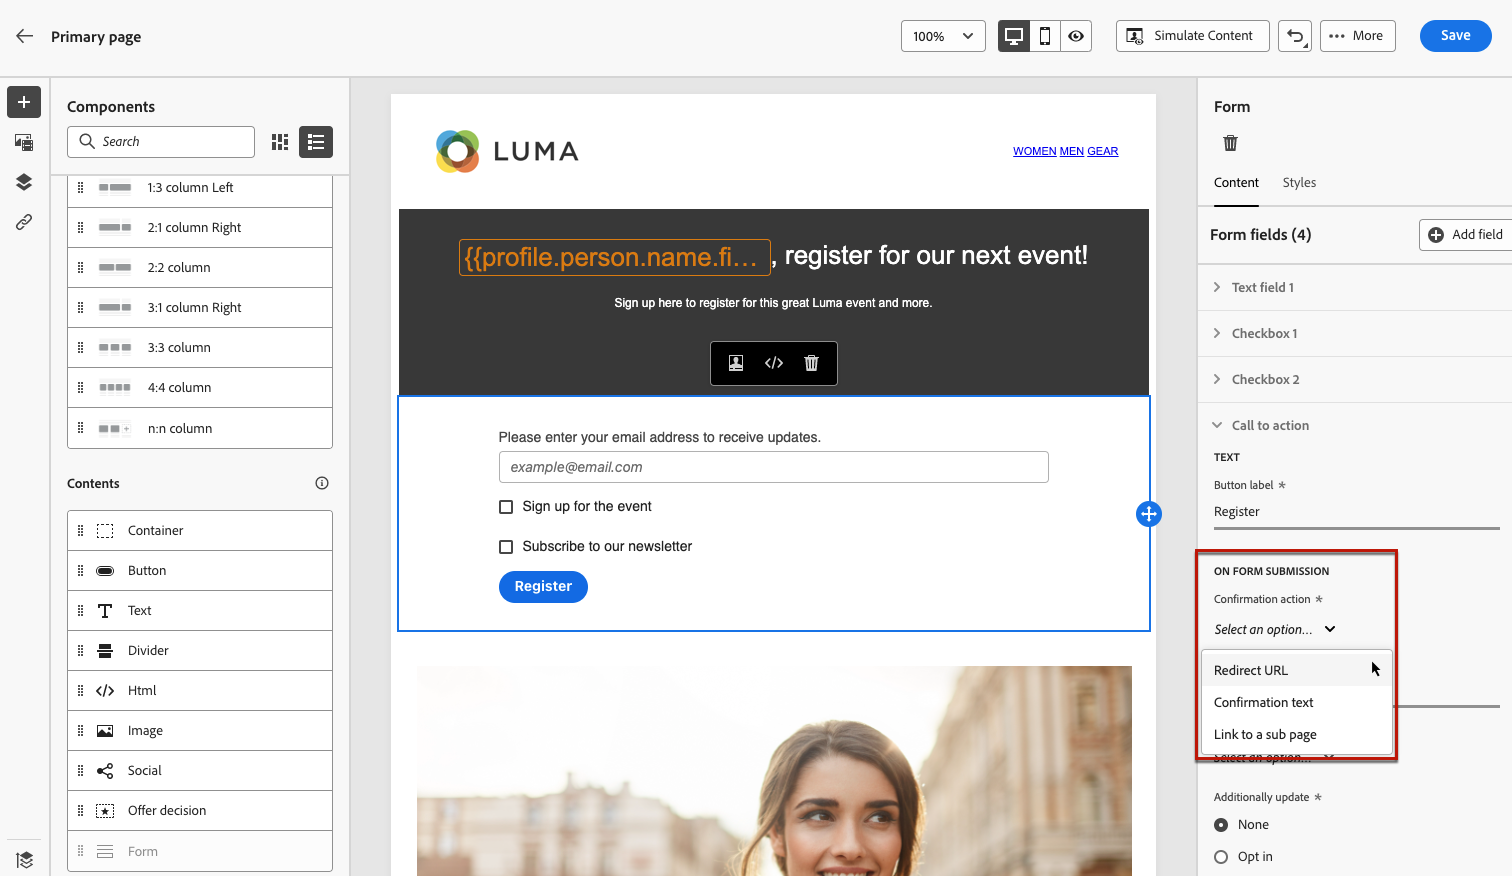 Primary page
100%
Simulate Content
More
Save
Components
Search
1:3 column Left
2:1 column Right
2:2 column
3:1 column Right
3:3 column
4:4 column
n:n column
Contents
Container
Button
Text
Divider
Html
Image
Social
Offer decision
Form
LUMA
WOMEN MEN GEAR
{{profile.person.name.fi… , register for our next event!
Sign up here to register for this great Luma event and more.
Please enter your email address to receive updates.
example@email.com
Sign up for the event
Subscribe to our newsletter
Register
Form
Content Styles
Form fields (4)
Add field
Text field 1
Checkbox 1
Checkbox 2
Call to action
TEXT
Button label *
Register
ON FORM SUBMISSION
Confirmation action *
Select an option...
Redirect URL
Confirmation text
Link to a sub page
Select an option...
Additionally update *
None
Opt in